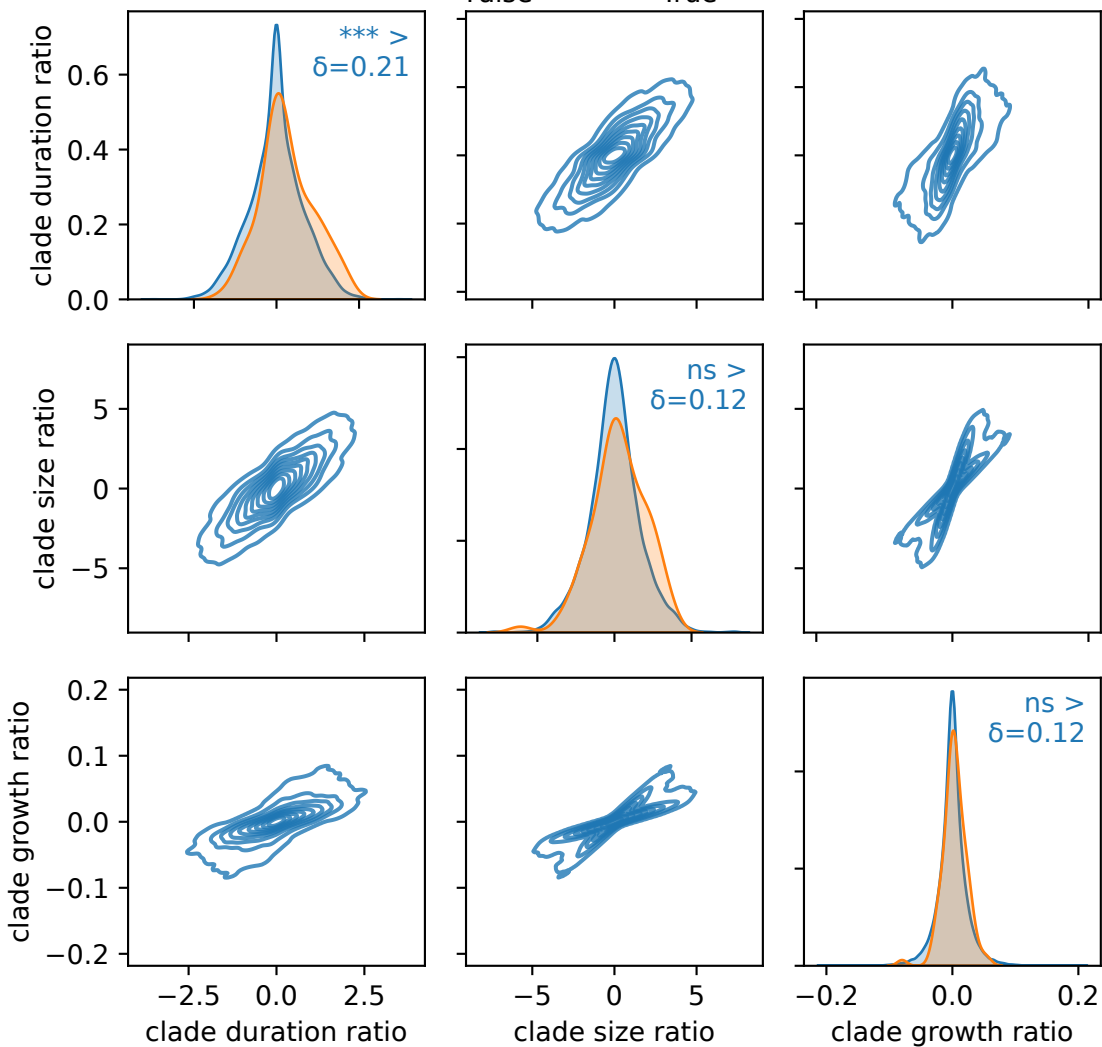 True
clade duration ratio
0.6
0.4
0.2
0.0
*** >
δ=0.21
clade size ratio
5
0
−5
ns >
δ=0.12
clade growth ratio
0.2
0.1
0.0
−0.1
−0.2
ns >
δ=0.12
−2.5 0.0 2.5
−5 0 5
−0.2 0.0 0.2
clade duration ratio
clade size ratio
clade growth ratio